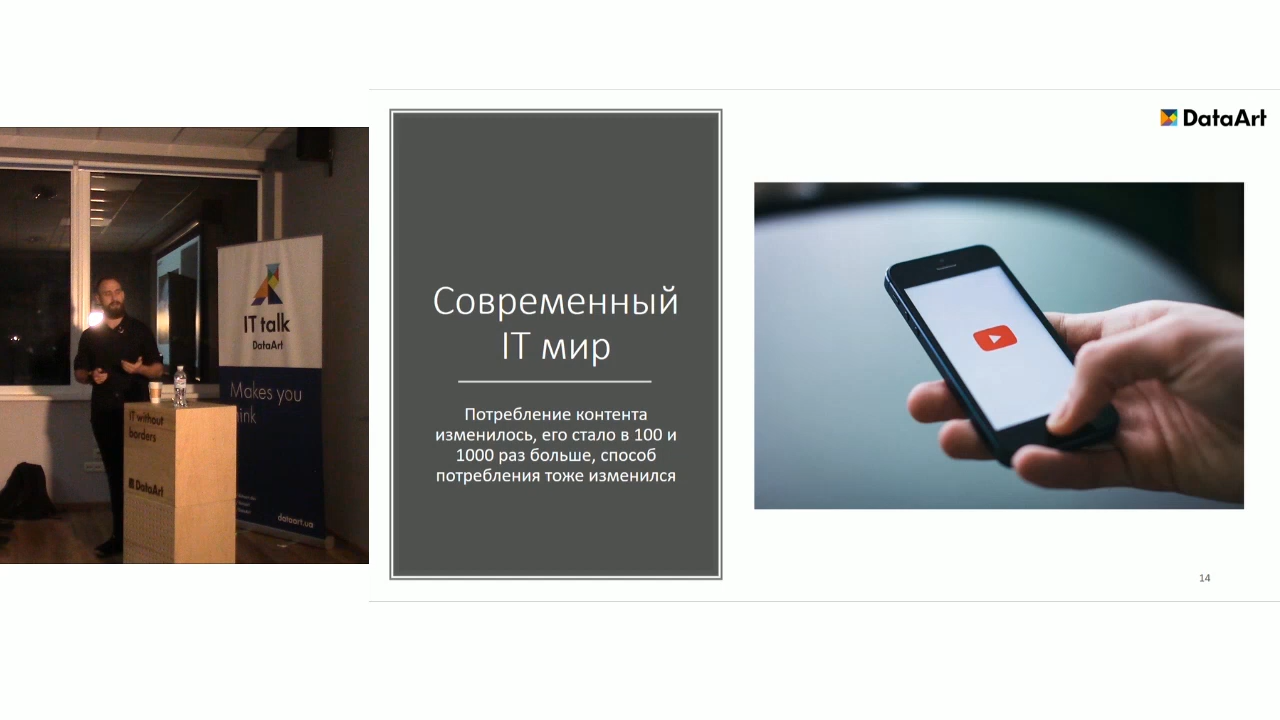 IT talk
DataArt
Makes you
IT without
borders
DataArt
dataart.ua
Современный
IT мир
Потребление контента
изменилось, его стало в 100 и
1000 раз больше, способ
потребления тоже изменился
DataArt
14